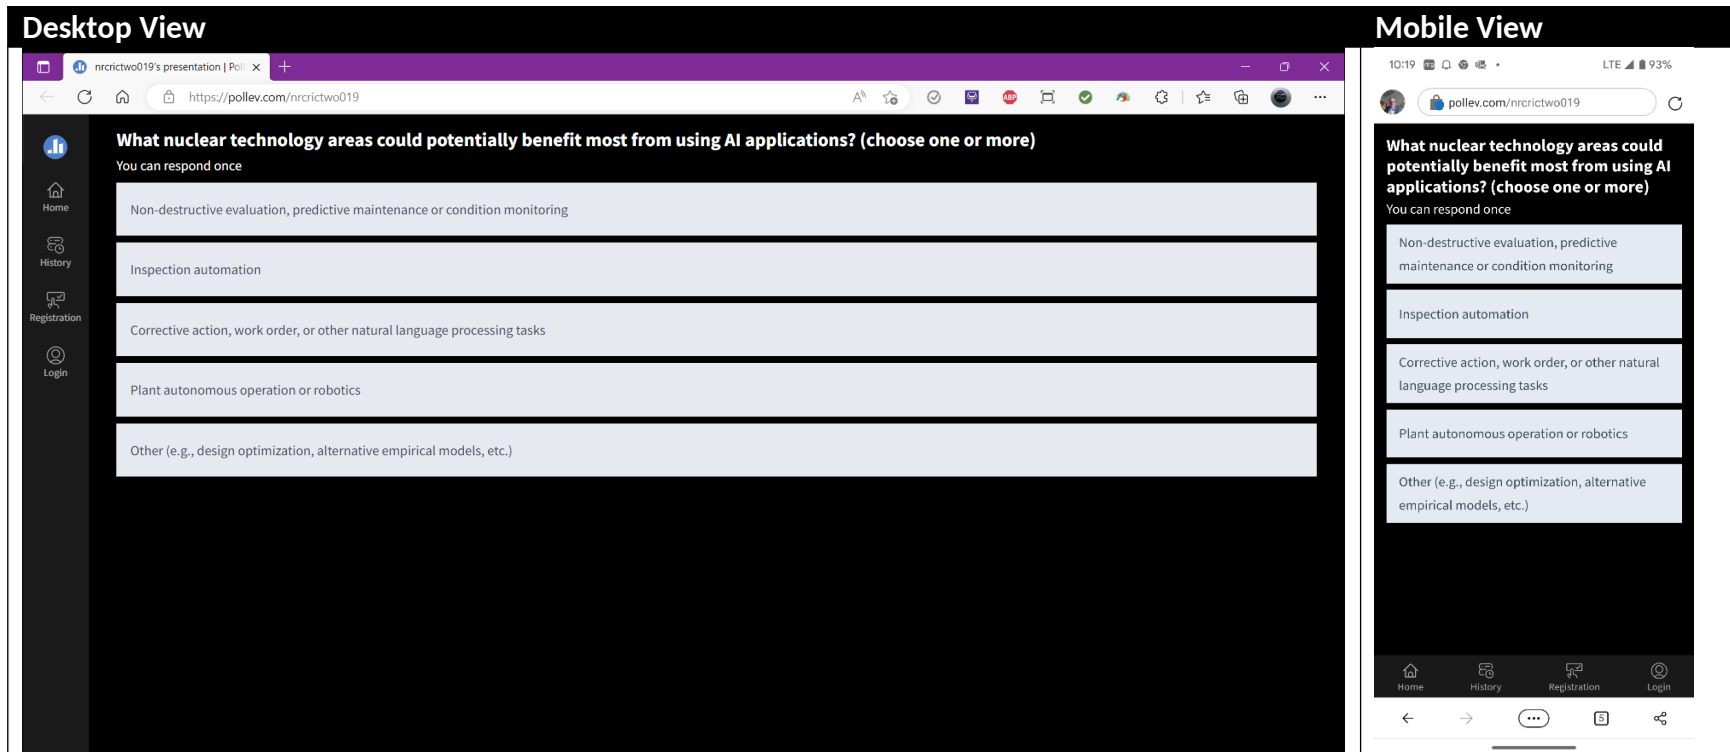 Desktop View
Mobile View
nrcrictwo019's presentation | Pol
https://pollev.com/nrcrictwo019
ABP
What nuclear technology areas could potentially benefit most from using AI applications? (choose one or more)
You can respond once
Home
History
Registration
Login
Non-destructive evaluation, predictive maintenance or condition monitoring
Inspection automation
Corrective action, work order, or other natural language processing tasks
Plant autonomous operation or robotics
Other (e.g., design optimization, alternative empirical models, etc.)
10:19
LTE
93%
pollev.com/nrcrictwo019
What nuclear technology areas could
potentially benefit most from using AI
applications? (choose one or more)
You can respond once
Non-destructive evaluation, predictive
maintenance or condition monitoring
Inspection automation
Corrective action, work order, or other natural
language processing tasks
Plant autonomous operation or robotics
Other (e.g., design optimization, alternative
empirical models, etc.)
Home
History
Registration
Login
5